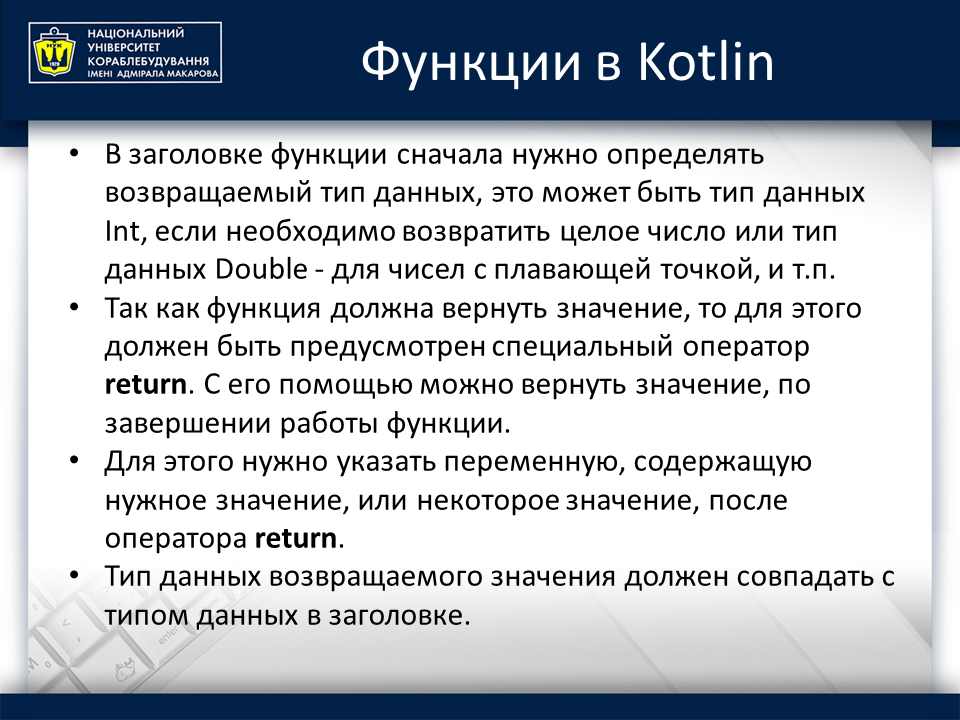 НАЦІОНАЛЬНИЙ
УНІВЕРСИТЕТ
КОРАБЛЕБУДУВАННЯ
ІМЕНІ АДМІРАЛА МАКАРОВА
НУК
1920
Функции в Kotlin
• В заголовке функции сначала нужно определять
возвращаемый тип данных, это может быть тип данных
Int, если необходимо возвратить целое число или тип
данных Double - для чисел с плавающей точкой, и т.п.
• Так как функция должна вернуть значение, то для этого
должен быть предусмотрен специальный оператор
return. С его помощью можно вернуть значение, по
завершении работы функции.
• Для этого нужно указать переменную, содержащую
нужное значение, или некоторое значение, после
оператора return.
• Тип данных возвращаемого значения должен совпадать с
типом данных в заголовке.
enter